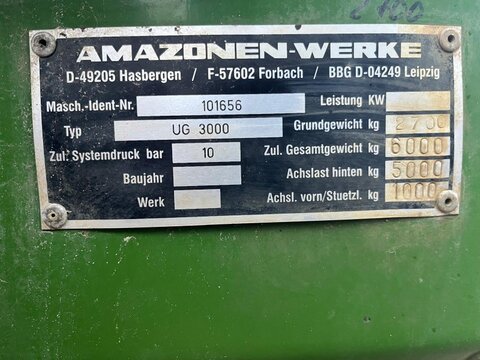 2100
AMAZONEN-WERKE
D-49205 Hasbergen / F-57602 Forbach / BBG D-04249 Leipzig
Masch.-Ident-Nr. 101656 Leistung KW
Typ UG 3000 Grundgewicht kg 2700
Zul. Systemdruck bar 10 Zul. Gesamtgewicht kg 6000
Baujahr Achslast hinten kg 5000
Werk Achsl. vorn/Stuetzl. kg 1000